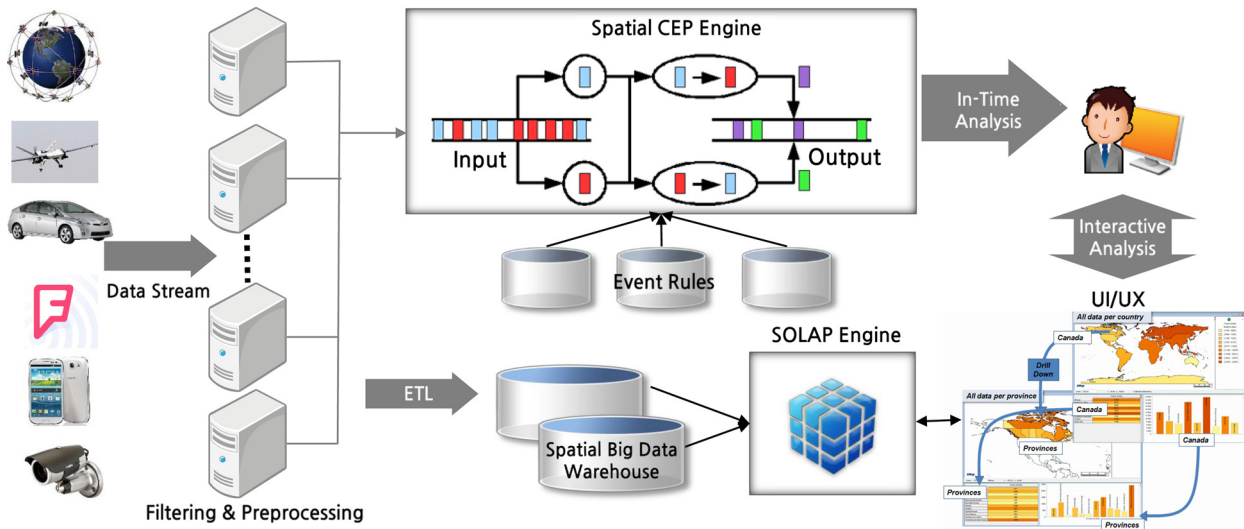 Spatial CEP Engine
Input
Output
In-Time
Analysis
Data Stream
Event Rules
Interactive
Analysis
UI/UX
SOLAP Engine
ETL
Spatial Big Data
Warehouse
Filtering & Preprocessing
All data per country
Canada
Drill
Down
All data per province
Canada
Provinces
Canada
Provinces
Provinces